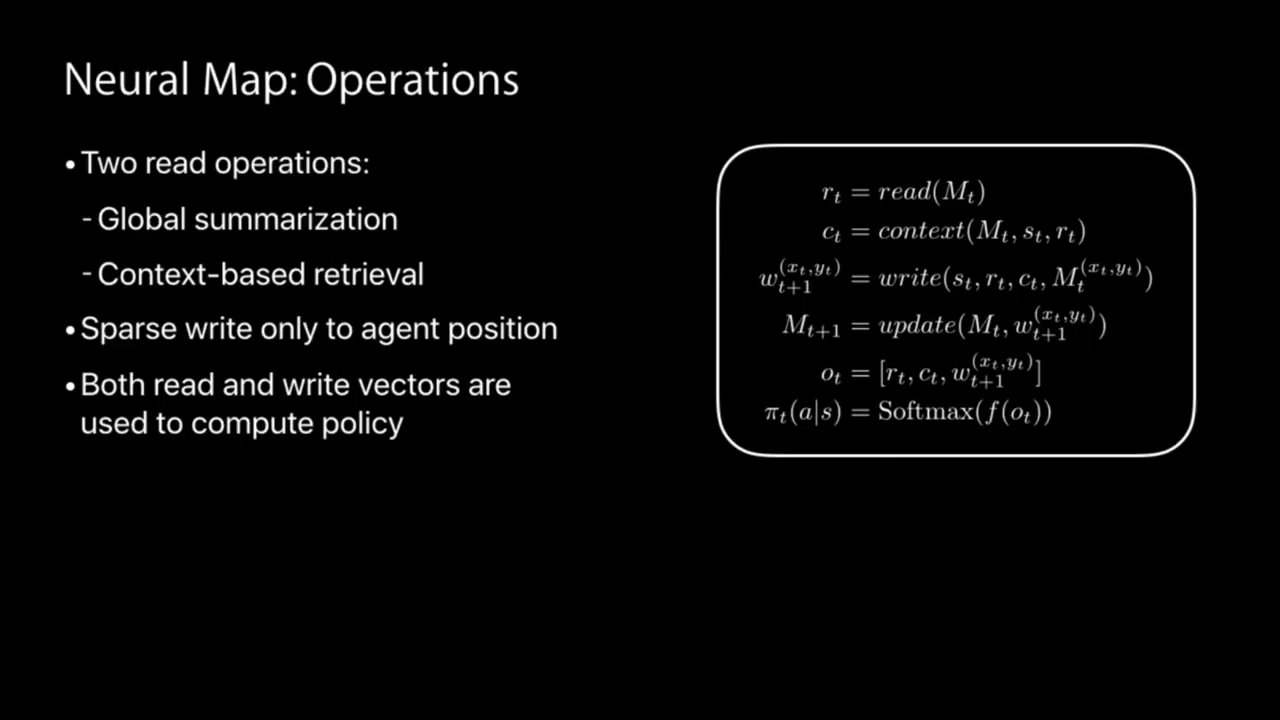 Neural Map: Operations
• Two read operations:
- Global summarization
- Context-based retrieval
• Sparse write only to agent position
• Both read and write vectors are
used to compute policy
r_t = read(M_t)
c_t = context(M_t, s_t, r_t)
w_{t+1}^{(x_t,y_t)} = write(s_t, r_t, c_t, M_t^{(x_t,y_t)})
M_{t+1} = update(M_t, w_{t+1}^{(x_t,y_t)})
o_t = [r_t, c_t, w_{t+1}^{(x_t,y_t)}]
π_t(a|s) = Softmax(f(o_t))